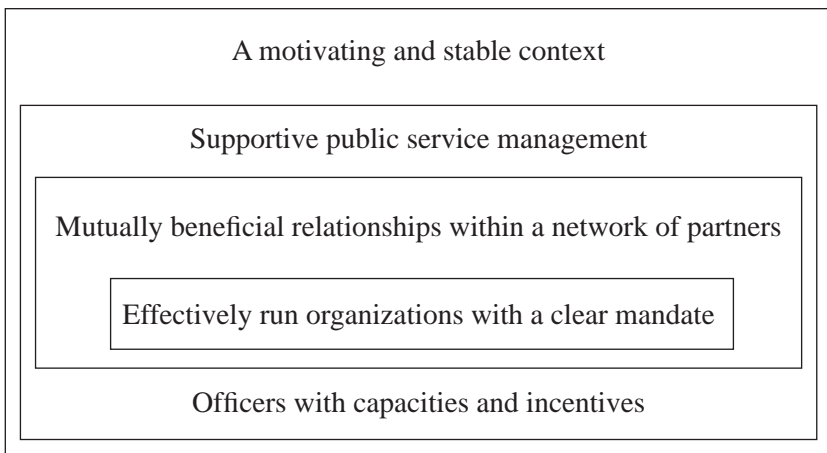 A motivating and stable context
Supportive public service management
Mutually beneficial relationships within a network of partners
Effectively run organizations with a clear mandate
Officers with capacities and incentives